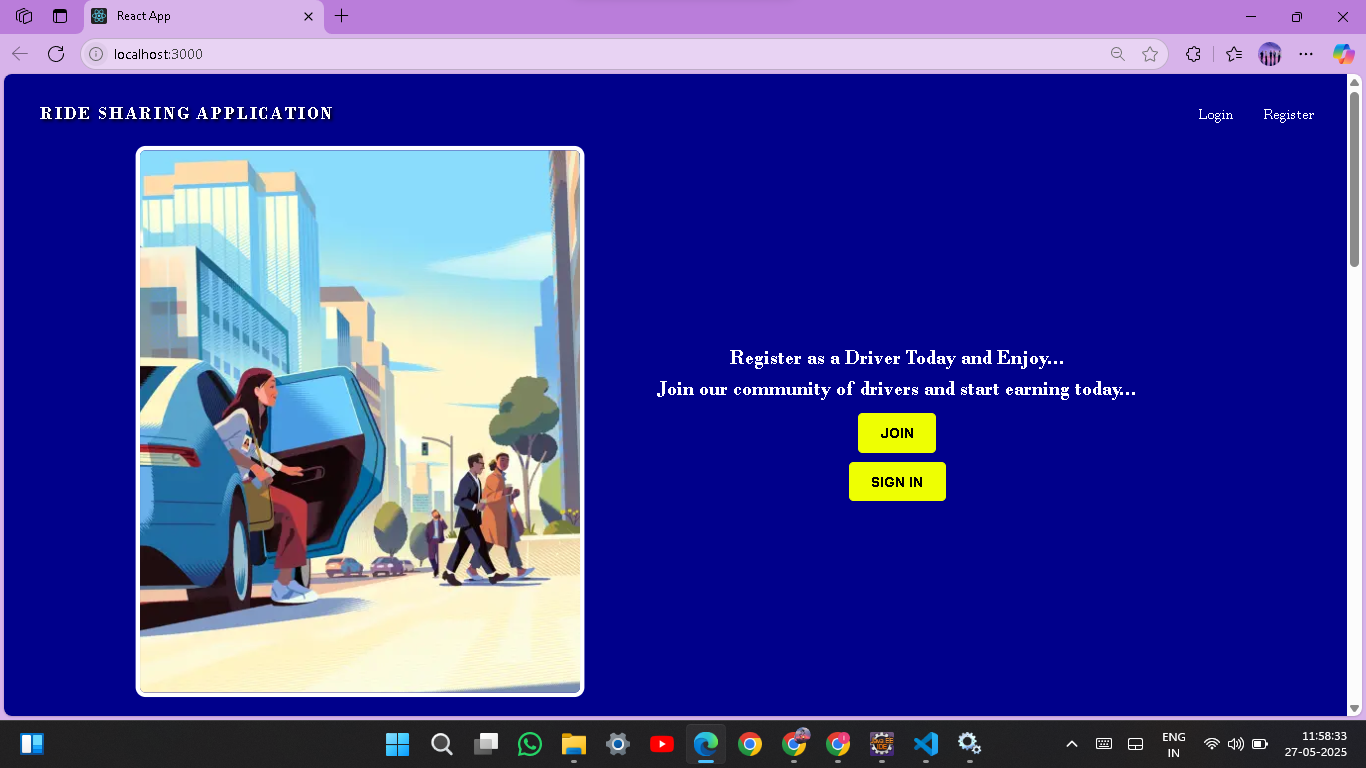 React App
localhost:3000
RIDE SHARING APPLICATION
Login Register
Register as a Driver Today and Enjoy...
Join our community of drivers and start earning today...
JOIN
SIGN IN
ENG
IN
11:58:33
27-05-2025